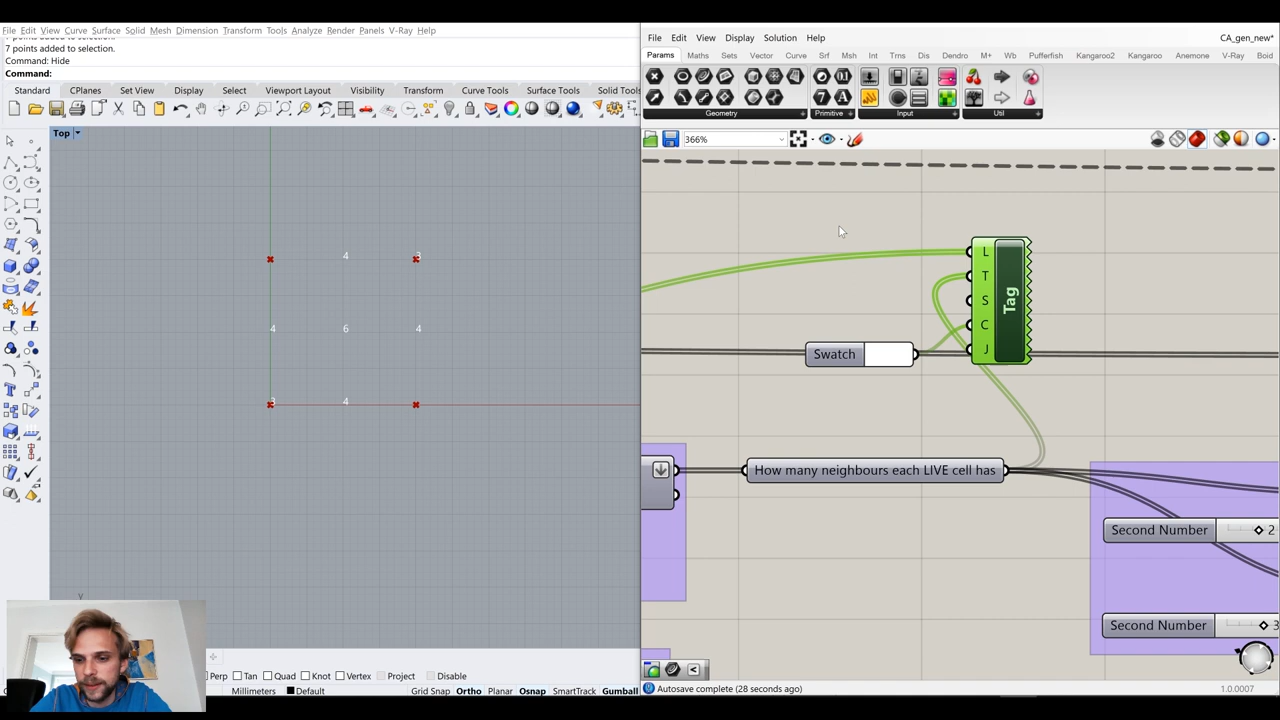 File Edit View Curve Surface Solid Mesh Dimension Transform Tools Analyze Render Panels V-Ray Help
7 points added to selection.
Command: Hide
Command:
Standard CPlanes Set View Display Select Viewport Layout Visibility Transform Curve Tools Surface Tools Solid Tools
Top
4 3
4 6 4
3 4
y
Perp Tan Quad Knot Vertex Project Disable
Millimeters Default Grid Snap Ortho Planar Osnap SmartTrack Gumball
File Edit View Display Solution Help CA_gen_new*
Params Maths Sets Vector Curve Srf Msh Int Trns Dis Dendro M+ Wb Pufferfish Kangaroo2 Kangaroo Anemone V-Ray Boid
Geometry Primitive Input Util
366%
L
T
S
C
J
Tag
Swatch
How many neighbours each LIVE cell has
Second Number 2
Second Number 3
Autosave complete (28 seconds ago) 1.0.0007